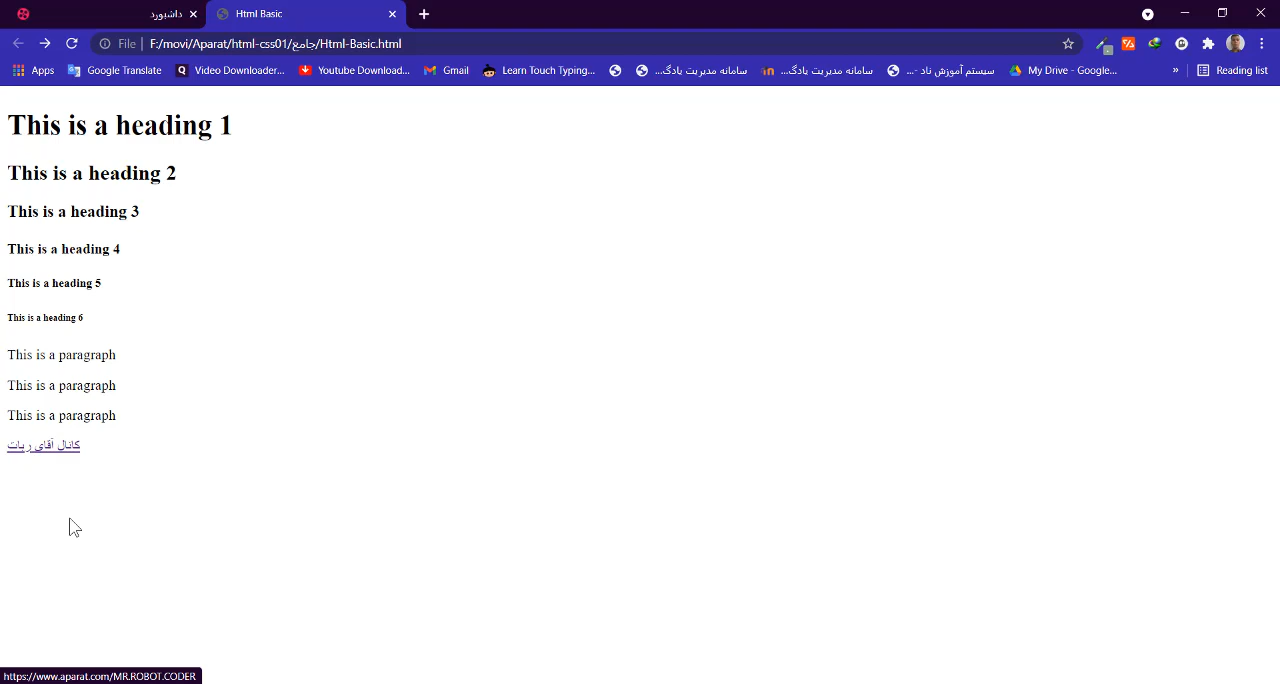 داشبورد
Html Basic
File
F:/movi/Aparat/html-css01/جامع/Html-Basic.html
Apps
Google Translate
Video Downloader...
Youtube Download...
Gmail
Learn Touch Typing...
سامانه مدیریت یادگ...
سامانه مدیریت یادگ...
سیستم آموزش ناد -...
My Drive - Google...
»
Reading list
This is a heading 1
This is a heading 2
This is a heading 3
This is a heading 4
This is a heading 5
This is a heading 6
This is a paragraph
This is a paragraph
This is a paragraph
کانال آقای ربات
https://www.aparat.com/MR.ROBOT.CODER